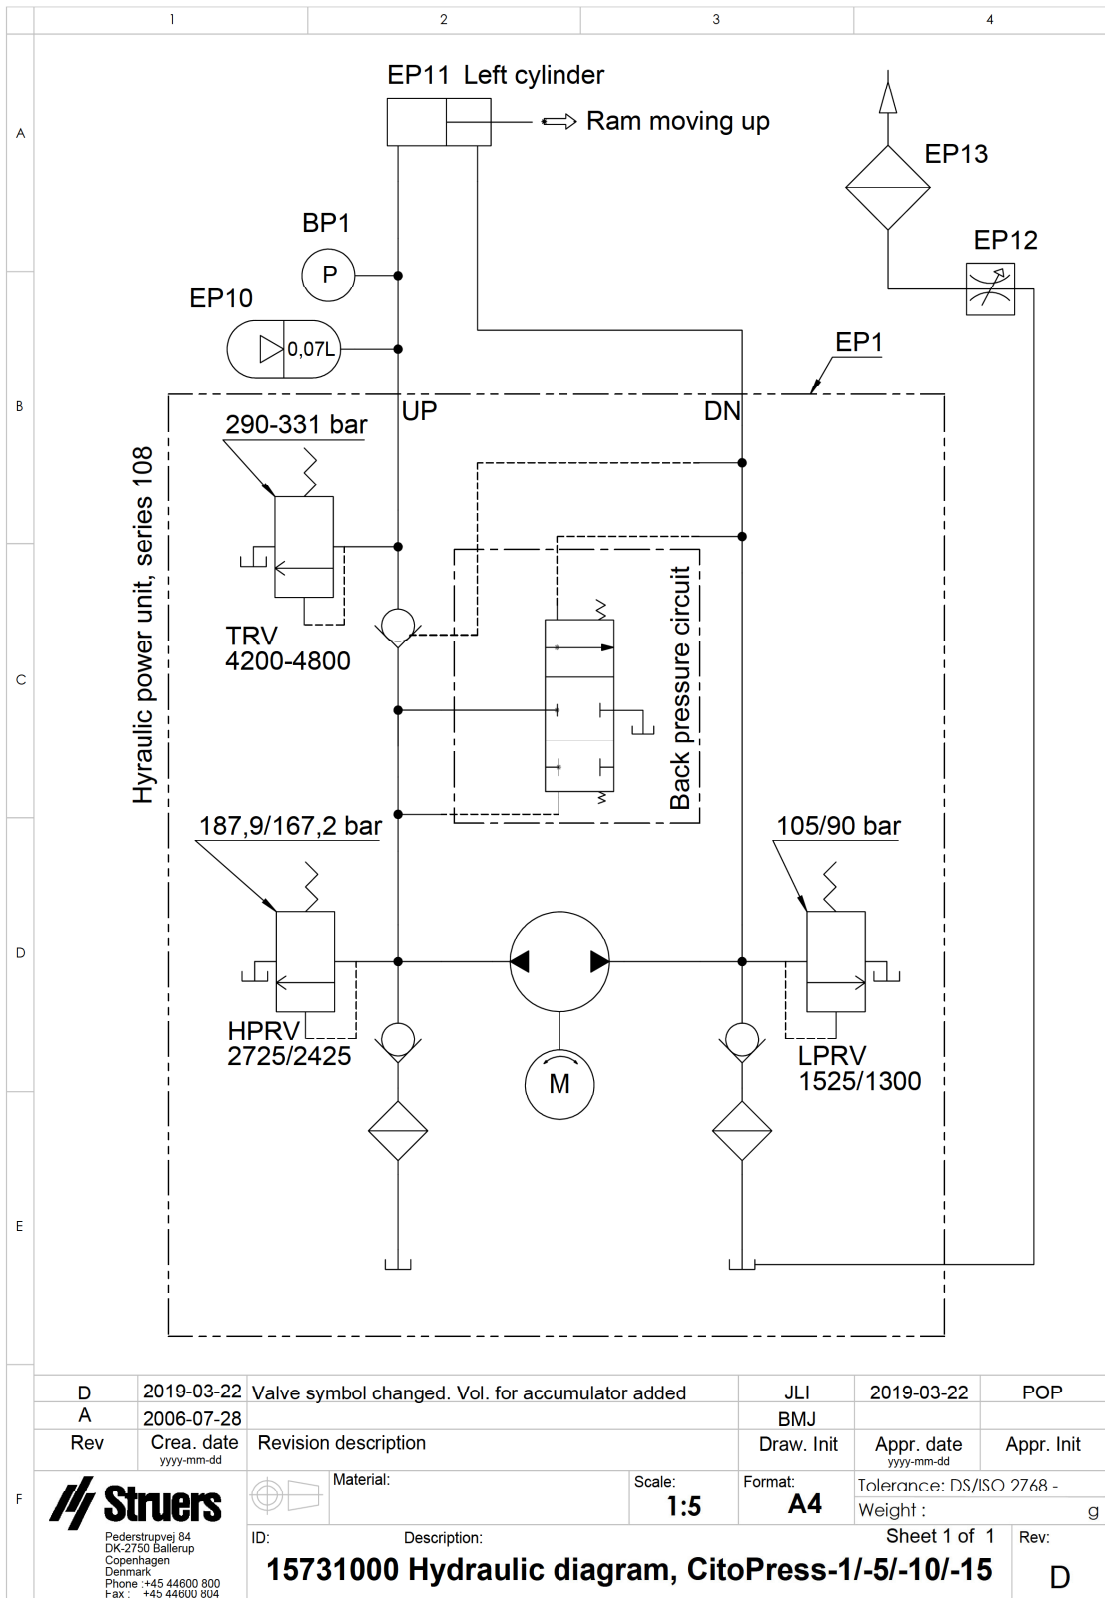 1 2 3 4
A
B
C
D
E
F
EP11 Left cylinder
Ram moving up
EP13
BP1
P
EP12
EP10
0,07L
EP1
UP
DN
290-331 bar
Hyraulic power unit, series 108
TRV
4200-4800
Back pressure circuit
187,9/167,2 bar
105/90 bar
HPRV
2725/2425
M
LPRV
1525/1300
D 2019-03-22 Valve symbol changed. Vol. for accumulator added JLI 2019-03-22 POP
A 2006-07-28 BMJ
Rev Crea. date Revision description Draw. Init Appr. date Appr. Init
yyyy-mm-dd yyyy-mm-dd
Struers
Pederstrupvej 84
DK-2750 Ballerup
Copenhagen
Denmark
Phone :+45 44600 800
Fax : +45 44600 804
Material:
Scale:
1:5
Format:
A4
Tolerance: DS/ISO 2768 -
Weight : g
ID: Description: Sheet 1 of 1 Rev:
15731000 Hydraulic diagram, CitoPress-1/-5/-10/-15 D